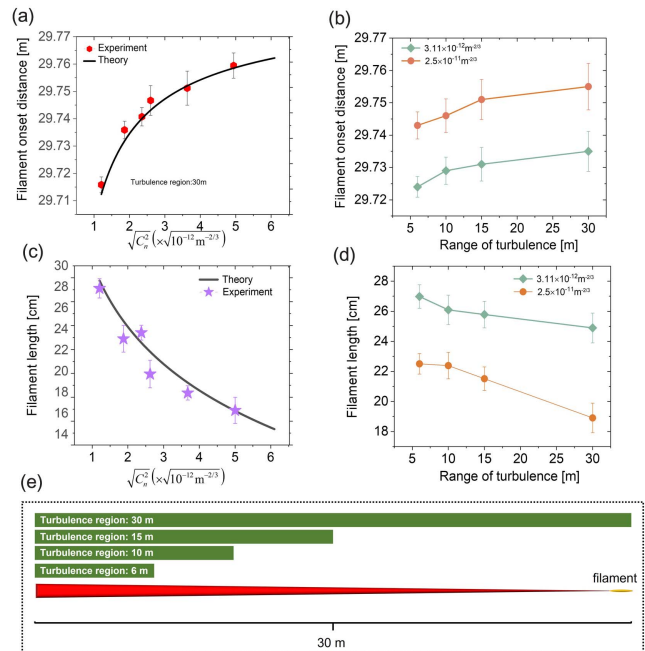 (a)
Filament onset distance [m]
29.77
29.76
29.75
29.74
29.73
29.72
29.71
Experiment
Theory
Turbulence region:30m
1 2 3 4 5 6
√C_n^2 (×√10^-12 m^-2/3)
(b)
Filament onset distance [m]
29.77
29.76
29.75
29.74
29.73
29.72
3.11×10^-12 m^-2/3
2.5×10^-11 m^-2/3
5 10 15 20 25 30
Range of turbulence [m]
(c)
Filament length [cm]
28
30
26
24
22
20
18
16
14
Theory
Experiment
1 2 3 4 5 6
√C_n^2 (×√10^-12 m^-2/3)
(d)
Filament length [cm]
28
26
24
22
20
18
3.11×10^-12 m^-2/3
2.5×10^-11 m^-2/3
5 10 15 20 25 30
Range of turbulence [m]
(e)
Turbulence region: 30 m
Turbulence region: 15 m
Turbulence region: 10 m
Turbulence region: 6 m
filament
30 m